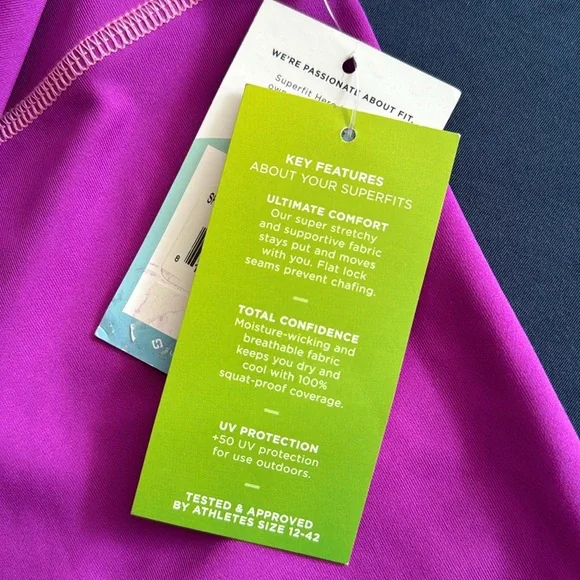 WE'RE PASSIONATE ABOUT FIT.
Superfit Hero
KEY FEATURES
ABOUT YOUR SUPERFITS
ULTIMATE COMFORT
Our super stretchy
and supportive fabric
stays put and moves
with you. Flat lock
seams prevent chafing.
TOTAL CONFIDENCE
Moisture-wicking and
breathable fabric
keeps you dry and
cool with 100%
squat-proof coverage.
UV PROTECTION
+50 UV protection
for use outdoors.
TESTED & APPROVED
BY ATHLETES SIZE 12-42
8